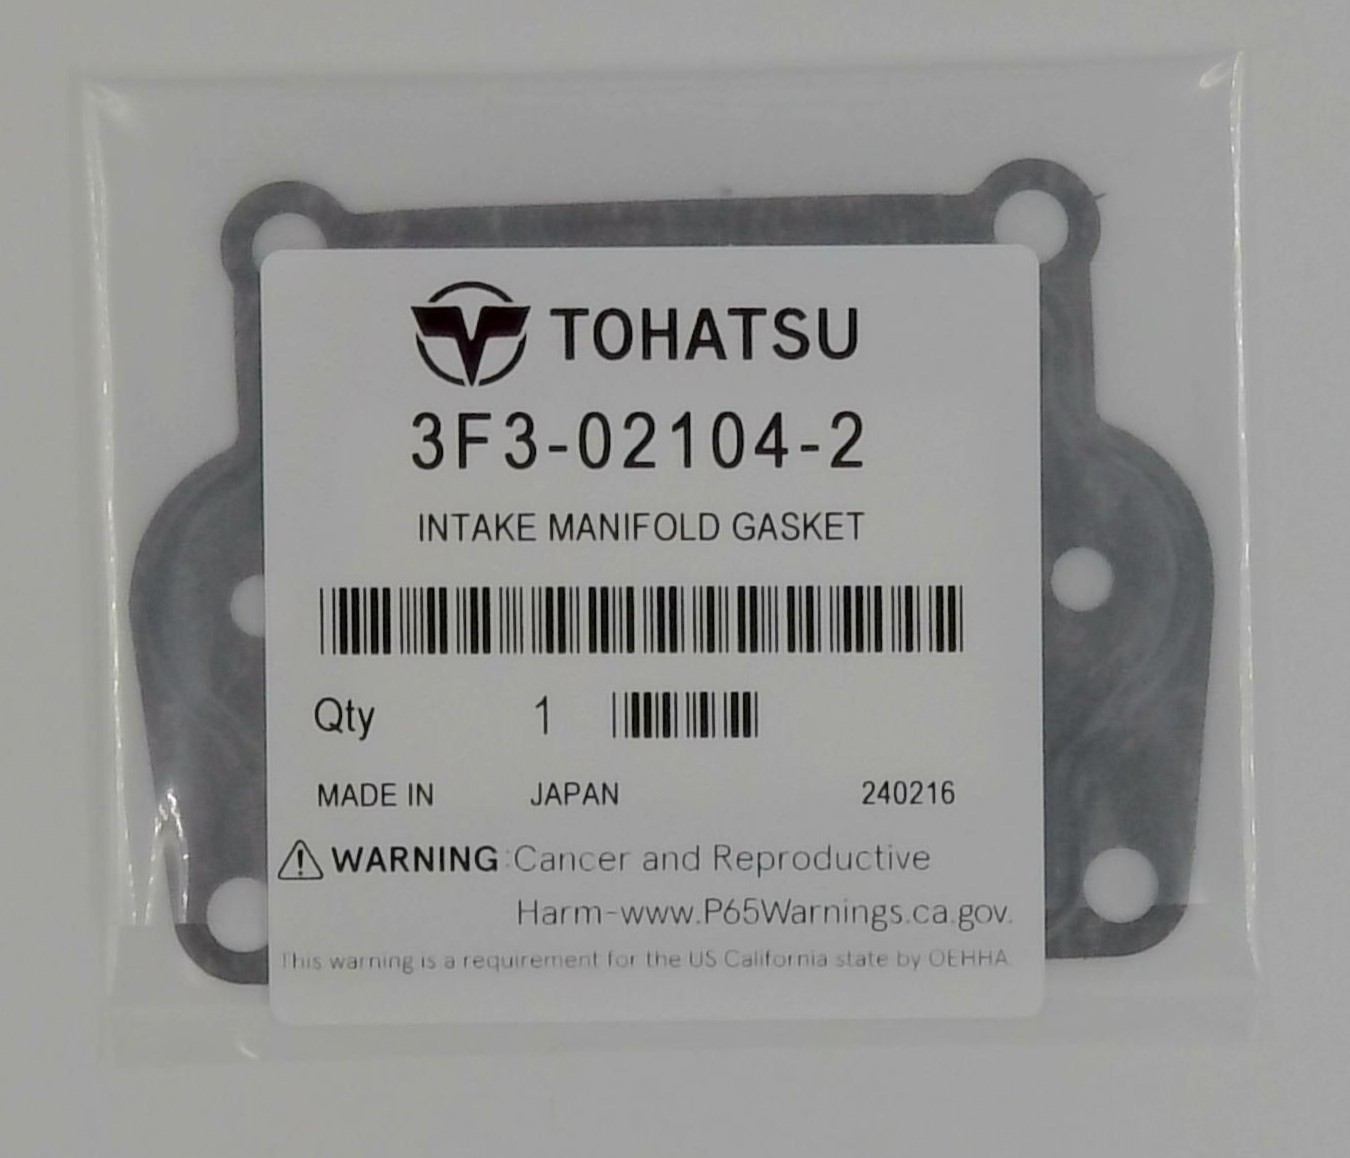 TOHATSU
3F3-02104-2
INTAKE MANIFOLD GASKET
Qty 1
MADE IN JAPAN 240216
WARNING:Cancer and Reproductive
Harm-www.P65Warnings.ca.gov.
This warning is a requirement for the US California state by OEHHA.